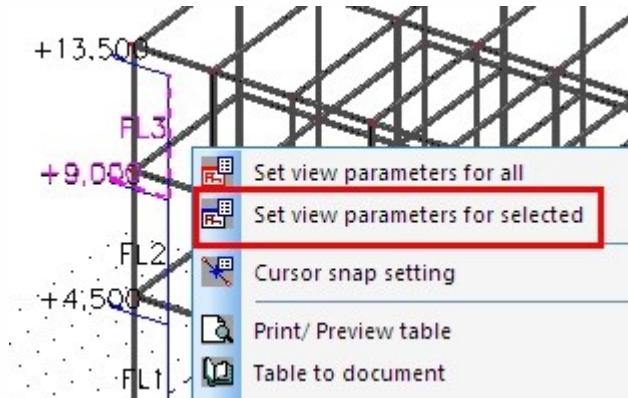 +13,500
FL3
+9,000
FL2
+4,500
FL1
Set view parameters for all
Set view parameters for selected
Cursor snap setting
Print/ Preview table
Table to document